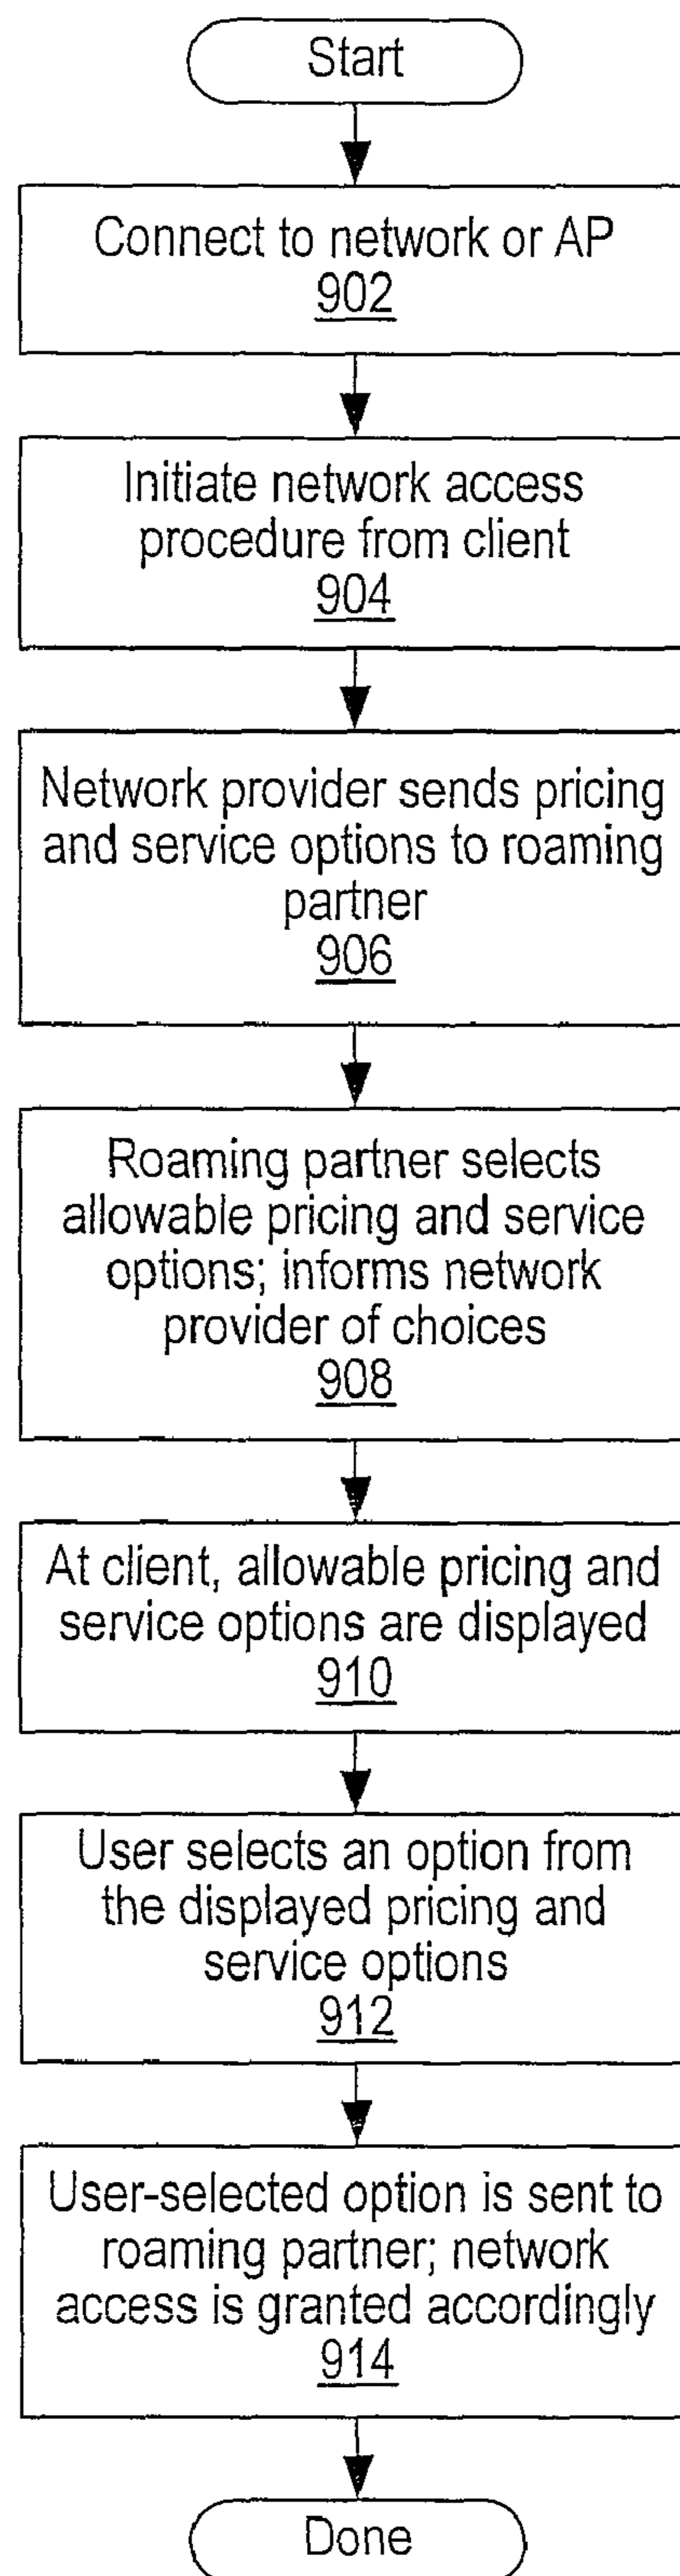 Start
Connect to network or AP
902
Initiate network access
procedure from client
904
Network provider sends pricing
and service options to roaming
partner
906
Roaming partner selects
allowable pricing and service
options; informs network
provider of choices
908
At client, allowable pricing and
service options are displayed
910
User selects an option from
the displayed pricing and
service options
912
User-selected option is sent to
roaming partner; network
access is granted accordingly
914
Done